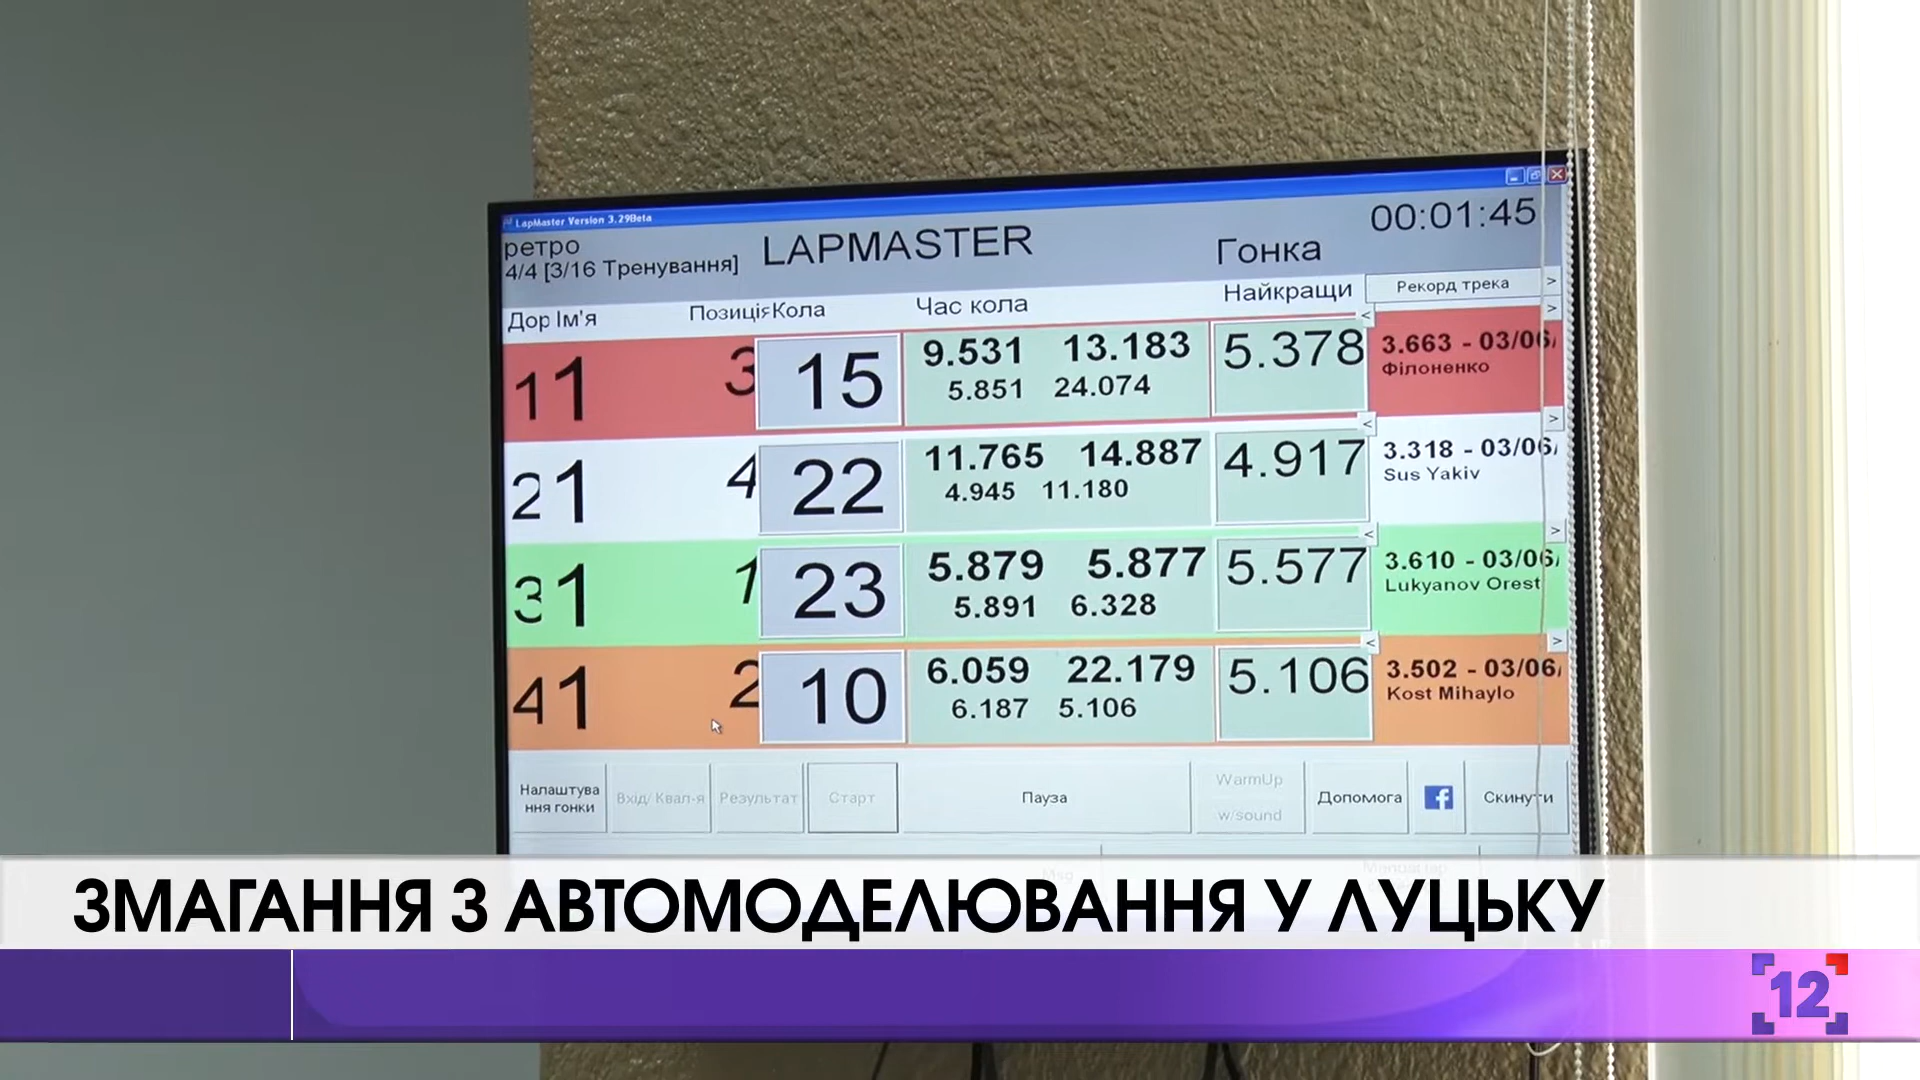 LapMaster Version 3.29Beta
ретро
4/4 [3/16 Тренування]
LAPMASTER
Гонка
00:01:45
Дор Ім'я Позиція Кола Час кола Найкращи Рекорд трека >
< >
11 3 15 9.531 13.183 5.378 3.663 - 03/06/
5.851 24.074 Філоненко
< >
21 4 22 11.765 14.887 4.917 3.318 - 03/06/
4.945 11.180 Sus Yakiv
< >
31 1 23 5.879 5.877 5.577 3.610 - 03/06/
5.891 6.328 Lukyanov Orest
< >
41 2 10 6.059 22.179 5.106 3.502 - 03/06/
6.187 5.106 Kost Mihaylo
Налаштува
ння гонки
Вхід/ Квал-я
Результат
Старт
Пауза
WarmUp
w/sound
Допомога
f
Скинути
Msg
ЗМАГАННЯ З АВТОМОДЕЛЮВАННЯ У ЛУЦЬКУ
12